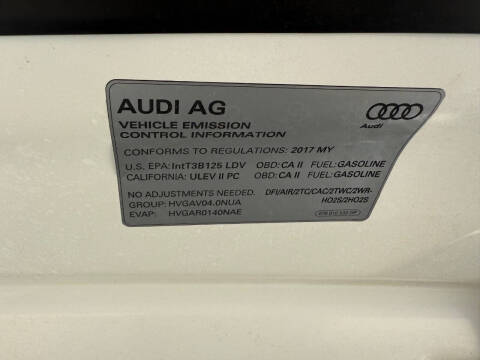 AUDI AG
Audi
VEHICLE EMISSION
CONTROL INFORMATION
CONFORMS TO REGULATIONS: 2017 MY
U.S. EPA:IntT3B125 LDV OBD:CA II FUEL:GASOLINE
CALIFORNIA: ULEV II PC OBD:CA II FUEL:GASOLINE
NO ADJUSTMENTS NEEDED. DFI/AIR/2TC/CAC/2TWC/2WR-
GROUP: HVGAV04.0NUA HO2S/2HO2S
EVAP: HVGAR0140NAE